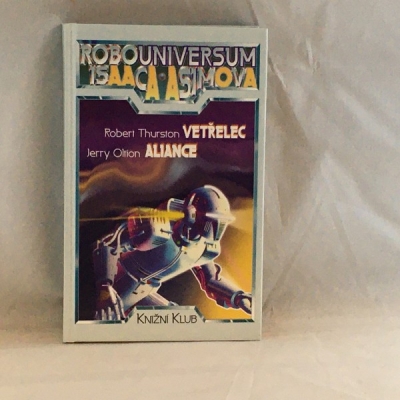 ROBOUNIVERSUM
ISAACA ASIMOVA
Robert Thurston VETŘELEC
Jerry Oltion ALIANCE
KNIŽNÍ KLUB